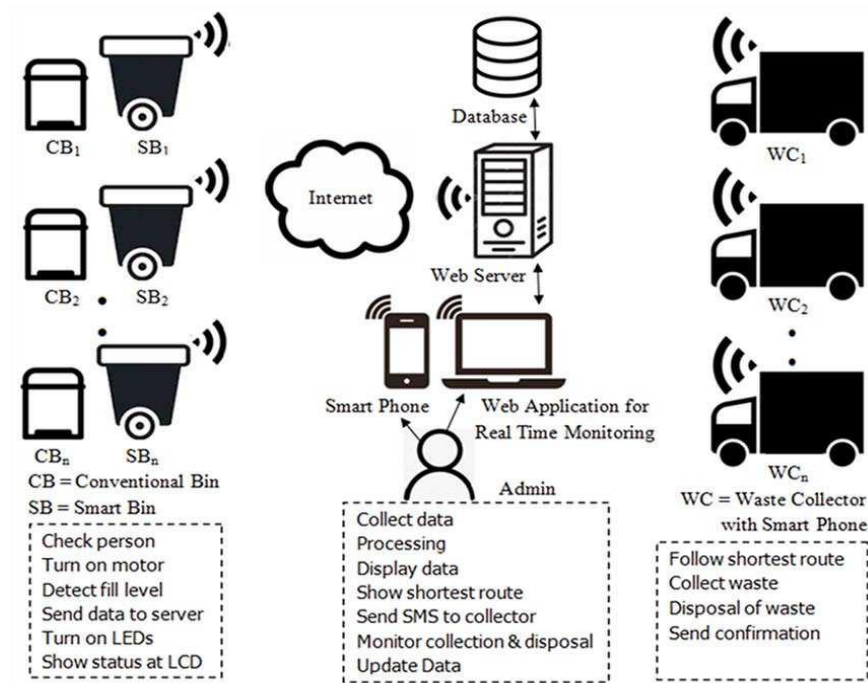 CB₁
SB₁
CB₂
SB₂
CBₙ
SBₙ
CB = Conventional Bin
SB = Smart Bin
Check person
Turn on motor
Detect fill level
Send data to server
Turn on LEDs
Show status at LCD
Database
Internet
Web Server
Smart Phone
Web Application for
Real Time Monitoring
Admin
Collect data
Processing
Display data
Show shortest route
Send SMS to collector
Monitor collection & disposal
Update Data
WC₁
WC₂
WCₙ
WC = Waste Collector
with Smart Phone
Follow shortest route
Collect waste
Disposal of waste
Send confirmation